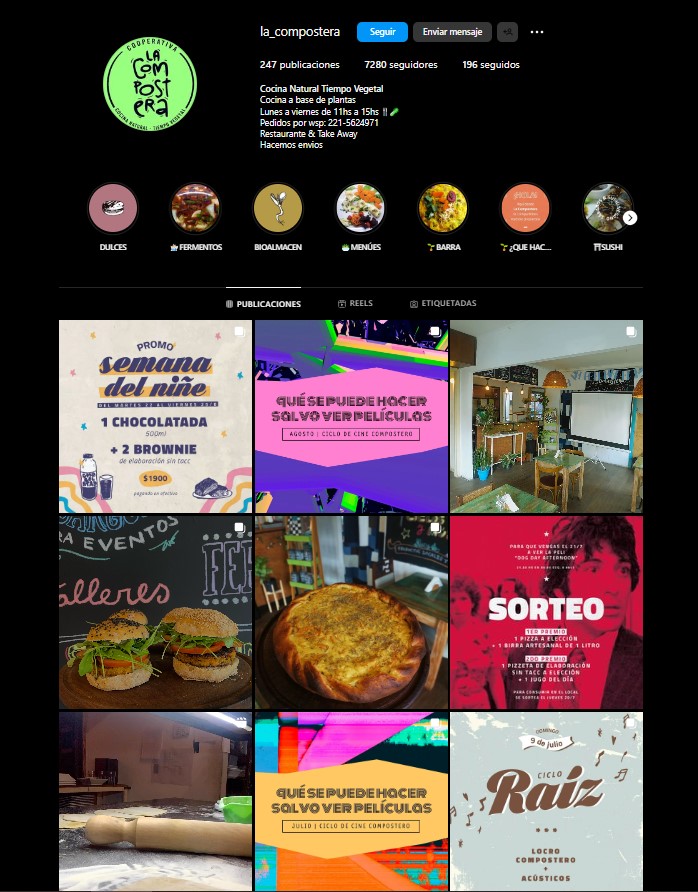 la_compostera Seguir Enviar mensaje
247 publicaciones 7280 seguidores 196 seguidos
COOPERATIVA
LA
COM
POST
ERA
COCINA NATURAL · TIEMPO VEGETAL
Cocina Natural Tiempo Vegetal
Cocina a base de plantas
Lunes a viernes de 11hs a 15hs
Pedidos por wsp: 221-5624971
Restaurante & Take Away
Hacemos envios
¡HOLA!
DULCES FERMENTOS BIOALMACEN MENÚES BARRA ¿QUE HAC... SUSHI
PUBLICACIONES REELS ETIQUETADAS
PROMO
semana
del niñe
DEL MARTES 22 AL VIERNES 25/8
1 CHOCOLATADA
500ml
+ 2 BROWNIE
de elaboración sin tacc
$1900
pagando en efectivo
QUÉ SE PUEDE HACER
SALVO VER PELÍCULAS
AGOSTO | CICLO DE CINE COMPOSTERO
RA EVENTOS
talleres
FER
PARA QUE VENGAS EL 21/7
A VER LA PELI
"DOG DAY AFTERNOON"
SORTEO
1ER PREMIO
1 PIZZA A ELECCIÓN
+ 1 BIRRA ARTESANAL DE 1 LITRO
2DO PREMIO
1 PIZZETA DE ELABORACIÓN
SIN TACC A ELECCIÓN
+ 1 JUGO DEL DÍA
PARA CONSUMIR EN EL LOCAL
SE SORTEA EL JUEVES 20/7
QUÉ SE PUEDE HACER
SALVO VER PELÍCULAS
JULIO | CICLO DE CINE COMPOSTERO
DOMINGO
9 de julio
CICLO
Raíz
LOCRO
COMPOSTERO
+
ACÚSTICOS